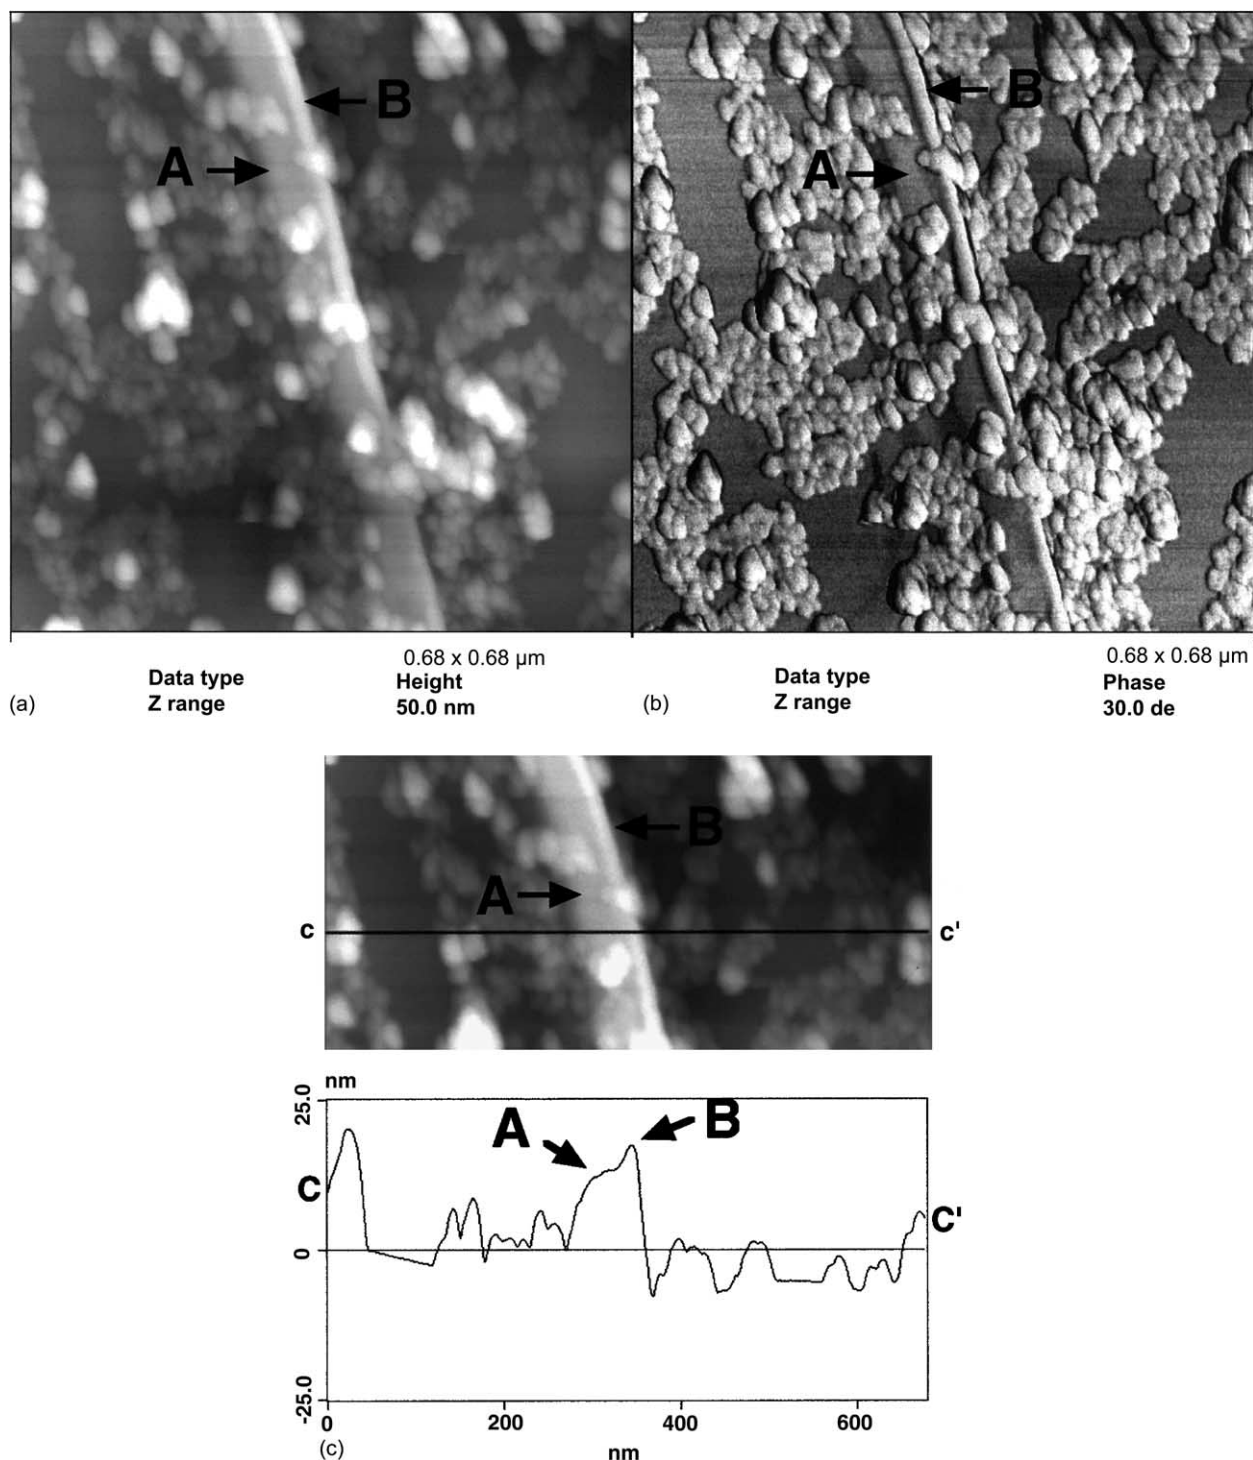 B
A
B
A
0.68 x 0.68 µm
Data type Height
Z range 50.0 nm
(a)
0.68 x 0.68 µm
Data type Phase
Z range 30.0 de
(b)
B
A
c c'
nm
25.0
A B
C C'
0
-25.0
0 200 400 600
(c)
nm